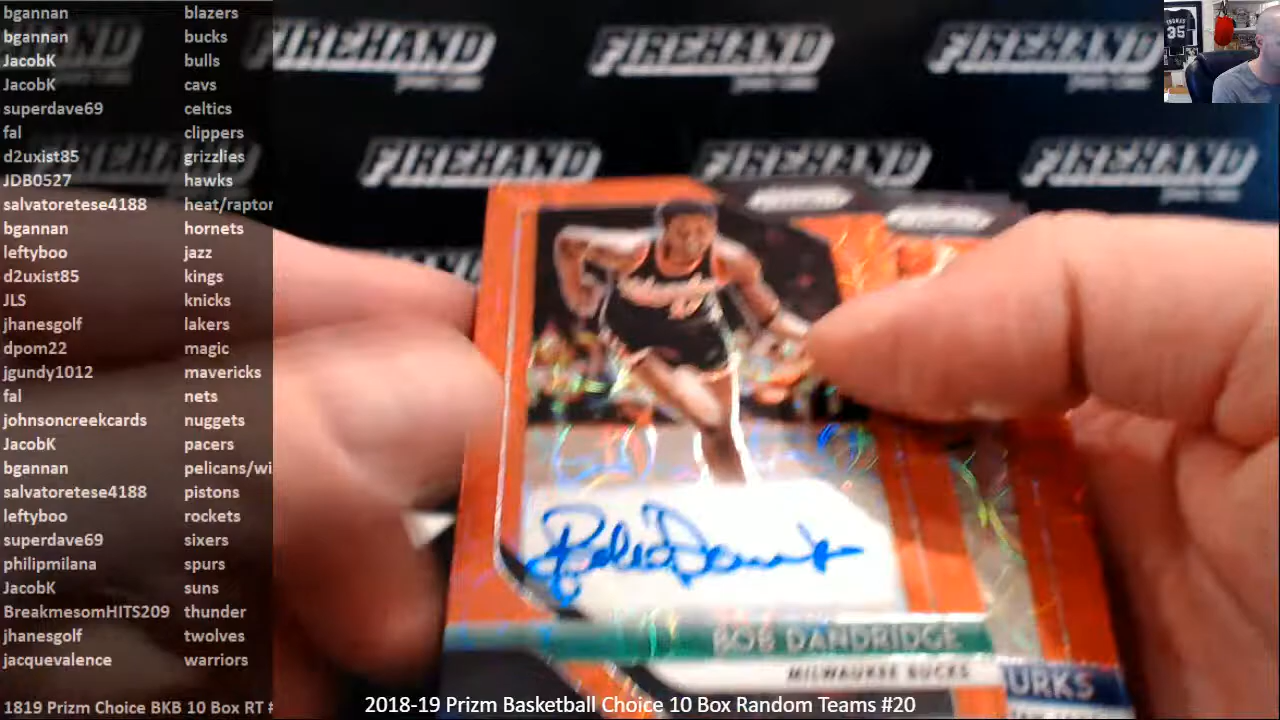 bgannan blazers
bgannan bucks
JacobK bulls
JacobK cavs
superdave69 celtics
fal clippers
d2uxist85 grizzlies
JDB0527 hawks
salvatoretese4188 heat/raptor
bgannan hornets
leftyboo jazz
d2uxist85 kings
JLS knicks
jhanesgolf lakers
dpom22 magic
jgundy1012 mavericks
fal nets
johnsoncreekcards nuggets
JacobK pacers
bgannan pelicans/wi
salvatoretese4188 pistons
leftyboo rockets
superdave69 sixers
philipmilana spurs
JacobK suns
BreakmesomHITS209 thunder
jhanesgolf twolves
jacquevalence warriors
1819 Prizm Choice BKB 10 Box RT #
FIREHAND FIREHAND FIREHAND
FIREHAND FIREHAND FIREHAND
35
PRIZM
PRIZM
BOB DANDRIDGE
MILWAUKEE BUCKS
URKS
2018-19 Prizm Basketball Choice 10 Box Random Teams #20